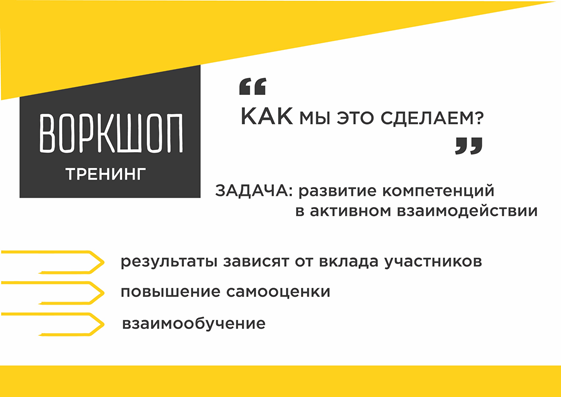 ВОРКШОП
ТРЕНИНГ
“
КАК МЫ ЭТО СДЕЛАЕМ?
”
ЗАДАЧА: развитие компетенций
в активном взаимодействии
результаты зависят от вклада участников
повышение самооценки
взаимообучение